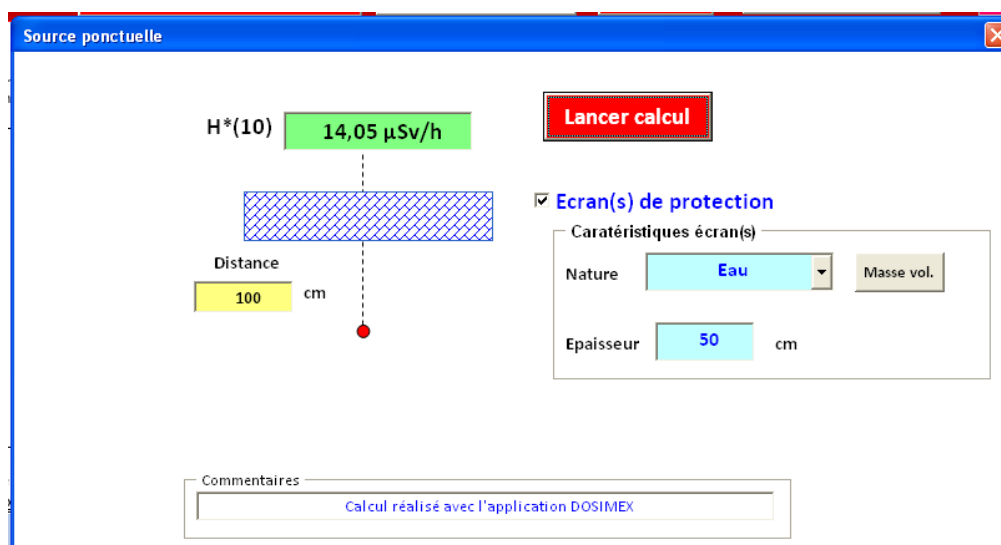 Source ponctuelle
H*(10) 14,05 µSv/h
Lancer calcul
Ecran(s) de protection
Caratéristiques écran(s)
Distance
Nature Eau Masse vol.
100 cm
Epaisseur 50 cm
Commentaires
Calcul réalisé avec l'application DOSIMEX